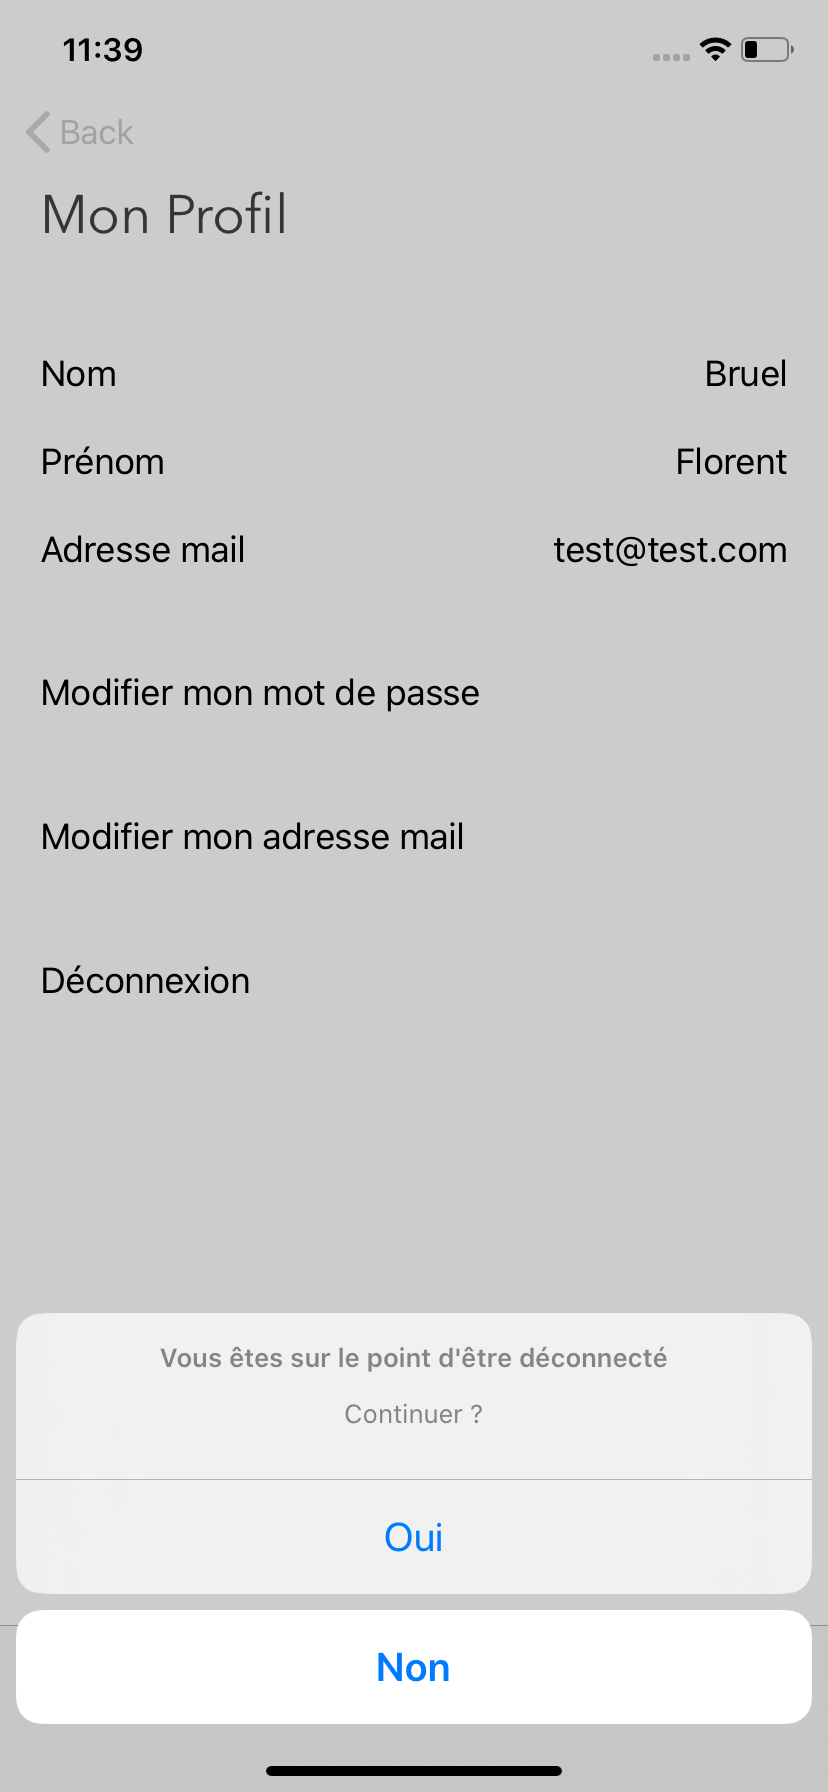 11:39
Back
Mon Profil
Nom Bruel
Prénom Florent
Adresse mail test@test.com
Modifier mon mot de passe
Modifier mon adresse mail
Déconnexion
Vous êtes sur le point d'être déconnecté
Continuer ?
Oui
Non